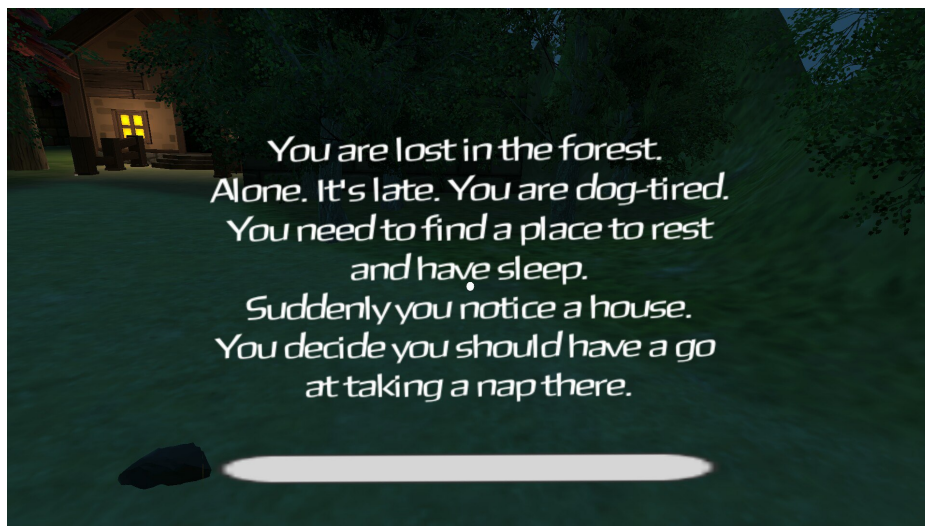 You are lost in the forest.
Alone. It's late. You are dog-tired.
You need to find a place to rest
and have sleep.
Suddenly you notice a house.
You decide you should have a go
at taking a nap there.